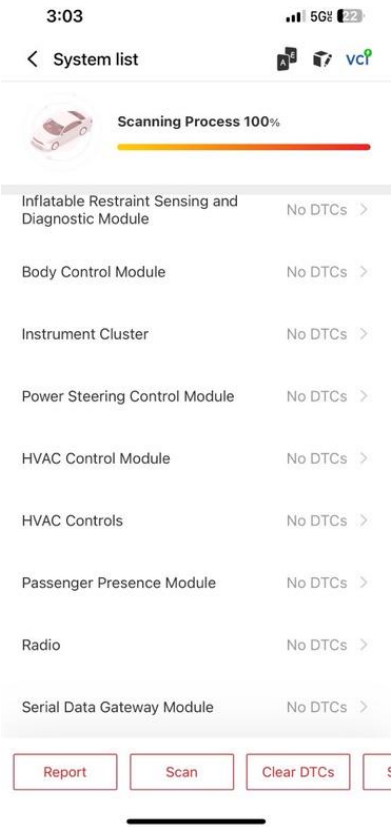 3:03
5G 22
System list
A E
vci
Scanning Process 100%
Inflatable Restraint Sensing and
Diagnostic Module
No DTCs
Body Control Module
No DTCs
Instrument Cluster
No DTCs
Power Steering Control Module
No DTCs
HVAC Control Module
No DTCs
HVAC Controls
No DTCs
Passenger Presence Module
No DTCs
Radio
No DTCs
Serial Data Gateway Module
No DTCs
Report
Scan
Clear DTCs